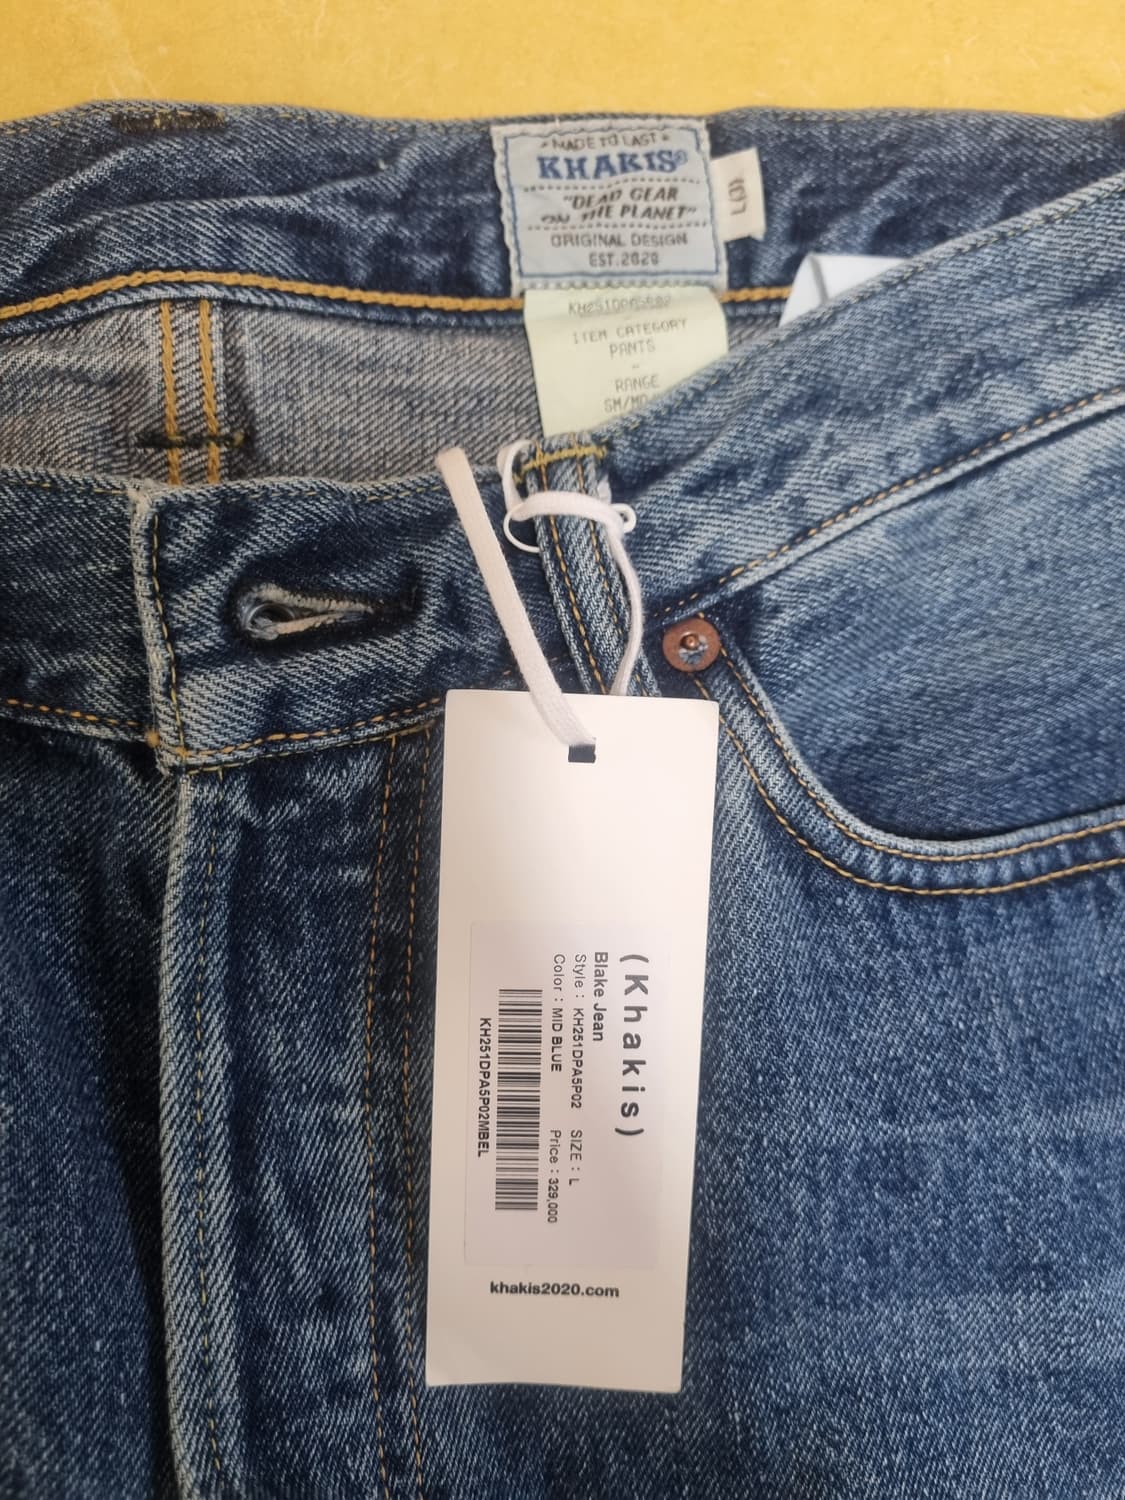 • MADE TO LAST •
KHAKIS®
"DEAD GEAR
ON THE PLANET"
ORIGINAL DESIGN
EST.2020
L(3)
ITEM CATEGORY
PANTS
-
RANGE
(Khakis)
Blake Jean
Style : KH251DPA5P02 SIZE : L
Color : MID BLUE Price : 329,000
KH251DPA5P02MBEL
khakis2020.com